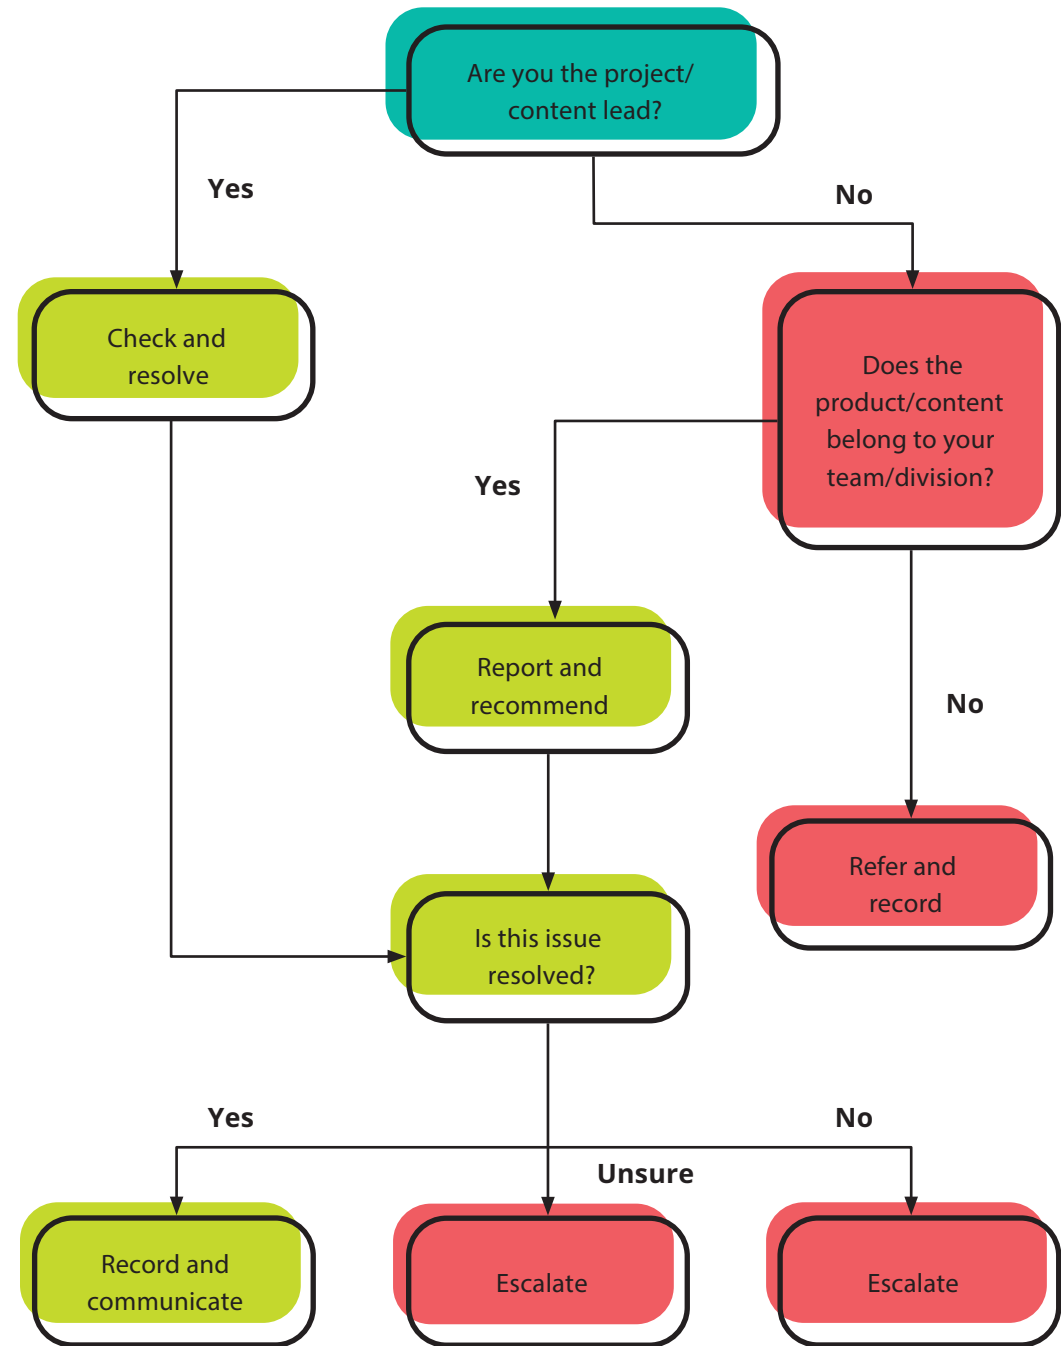 Are you the project/
content lead?
Yes
No
Check and
resolve
Does the
product/content
belong to your
team/division?
Yes
Report and
recommend
No
Refer and
record
Is this issue
resolved?
Yes
No
Unsure
Record and
communicate
Escalate
Escalate